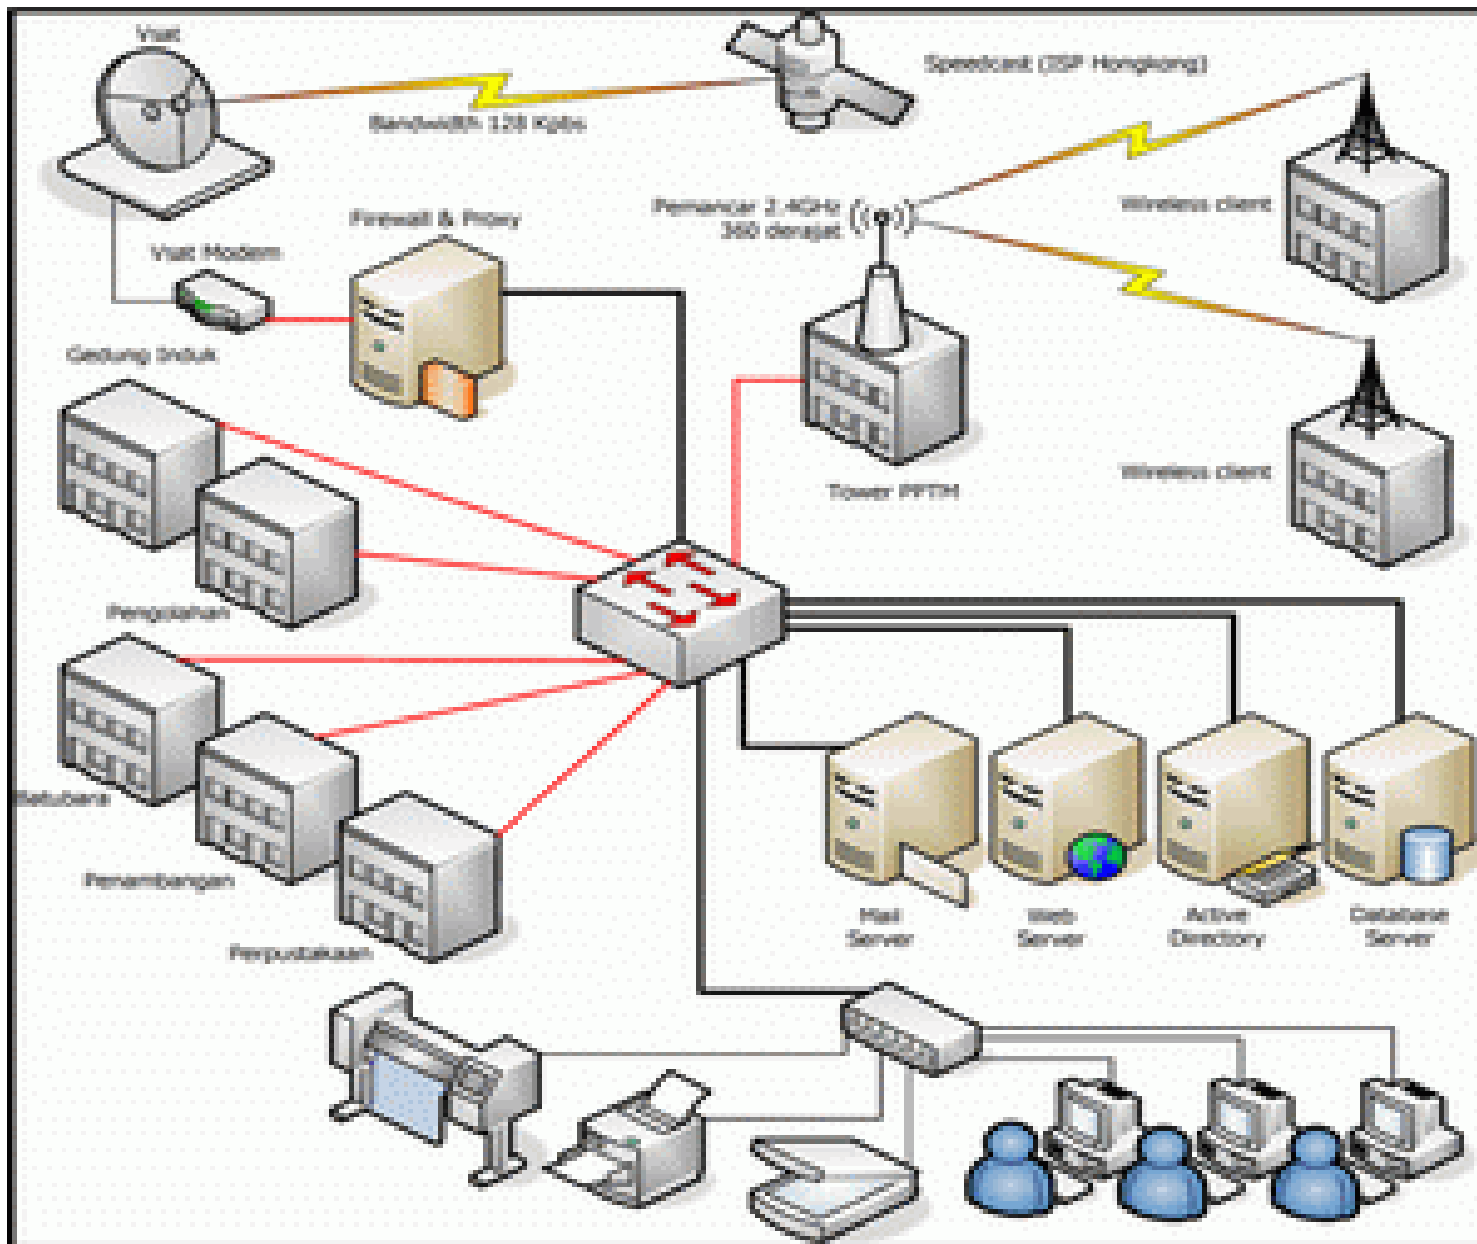 Vsat
Speedcast (ISP Hongkong)
Bandwidth 128 Kpbs
Pemancar 2.4GHz
360 derajat
Wireless client
Firewall & Proxy
Vsat Modem
Gedung Induk
Wireless client
Tower PPTM
Pengolahan
Batubara
Penambangan
Perpustakaan
Mail
Server
Web
Server
Active
Directory
Database
Server